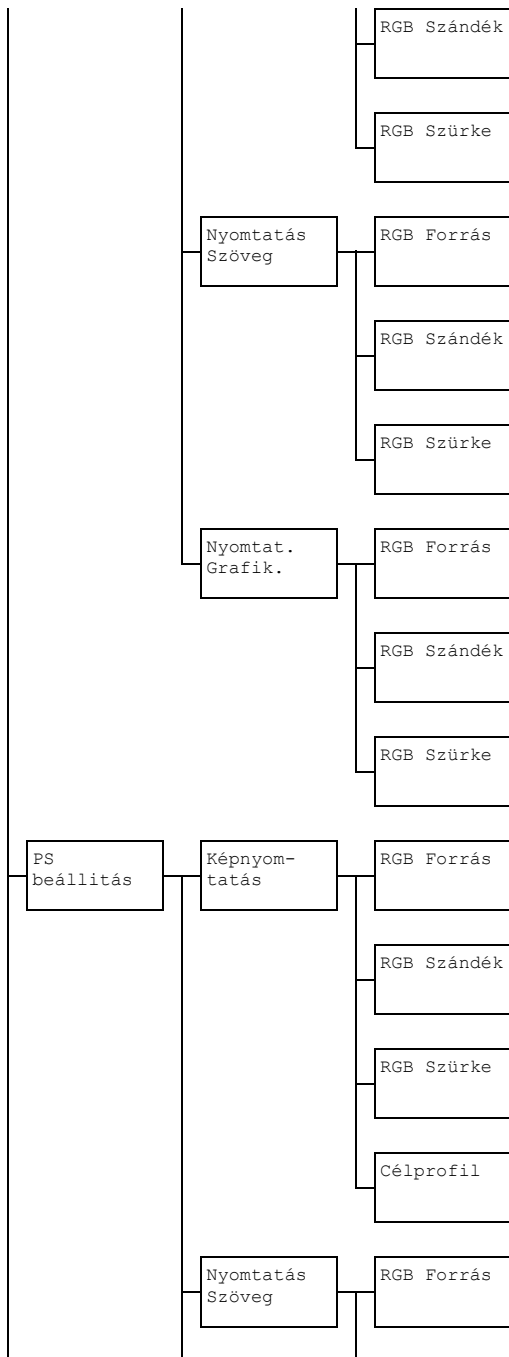 RGB Szándék
RGB Szürke
Nyomtatás
Szöveg
RGB Forrás
RGB Szándék
RGB Szürke
Nyomtat.
Grafik.
RGB Forrás
RGB Szándék
RGB Szürke
PS
beállitás
Képnyom-
tatás
RGB Forrás
RGB Szándék
RGB Szürke
Célprofil
Nyomtatás
Szöveg
RGB Forrás